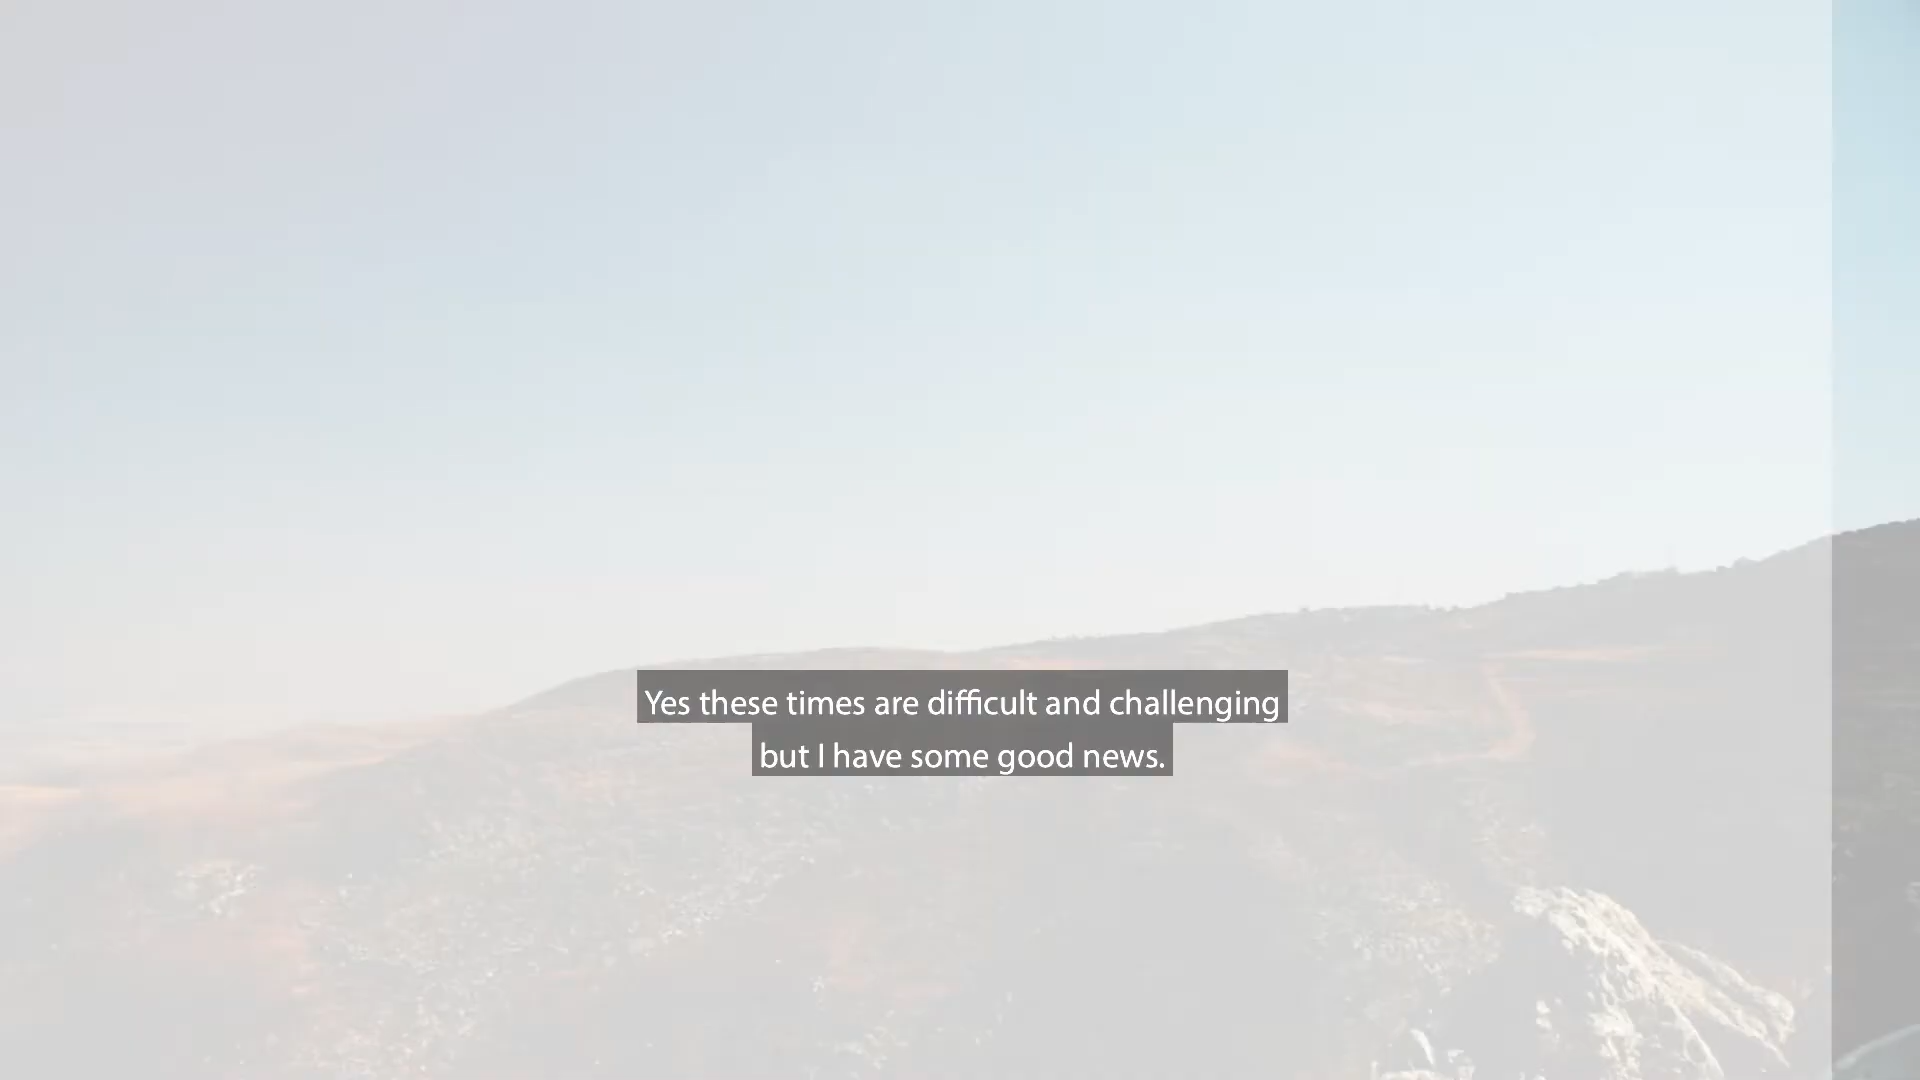 Yes these times are difficult and challenging
but I have some good news.